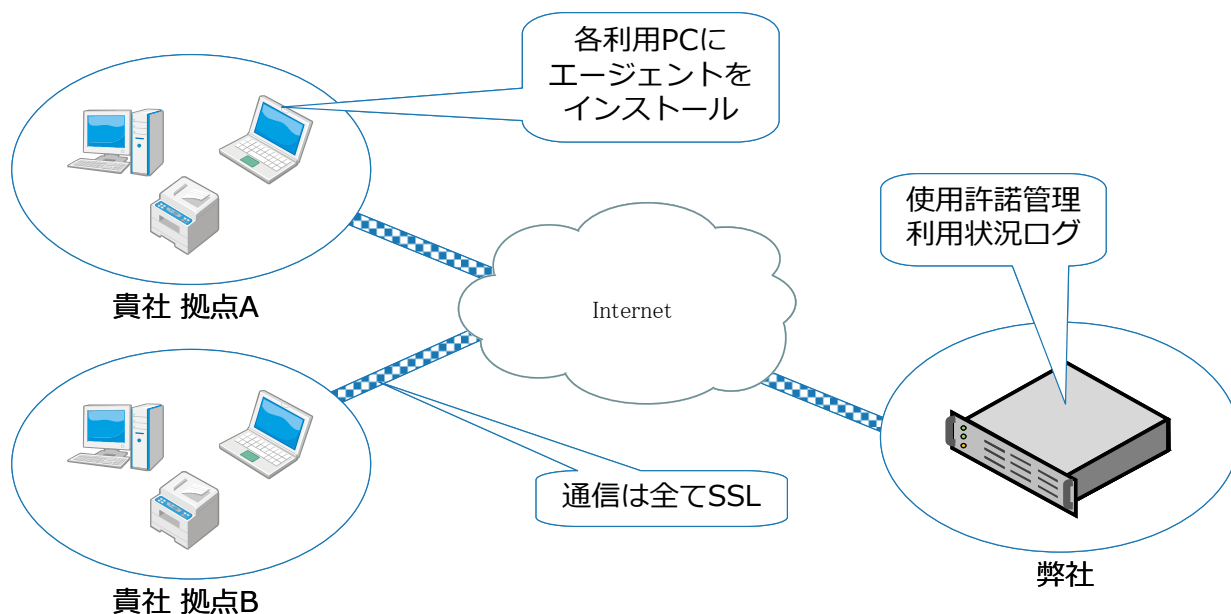 各利用PCに
エージェントを
インストール
使用許諾管理
利用状況ログ
貴社 拠点A
Internet
通信は全てSSL
弊社
貴社 拠点B